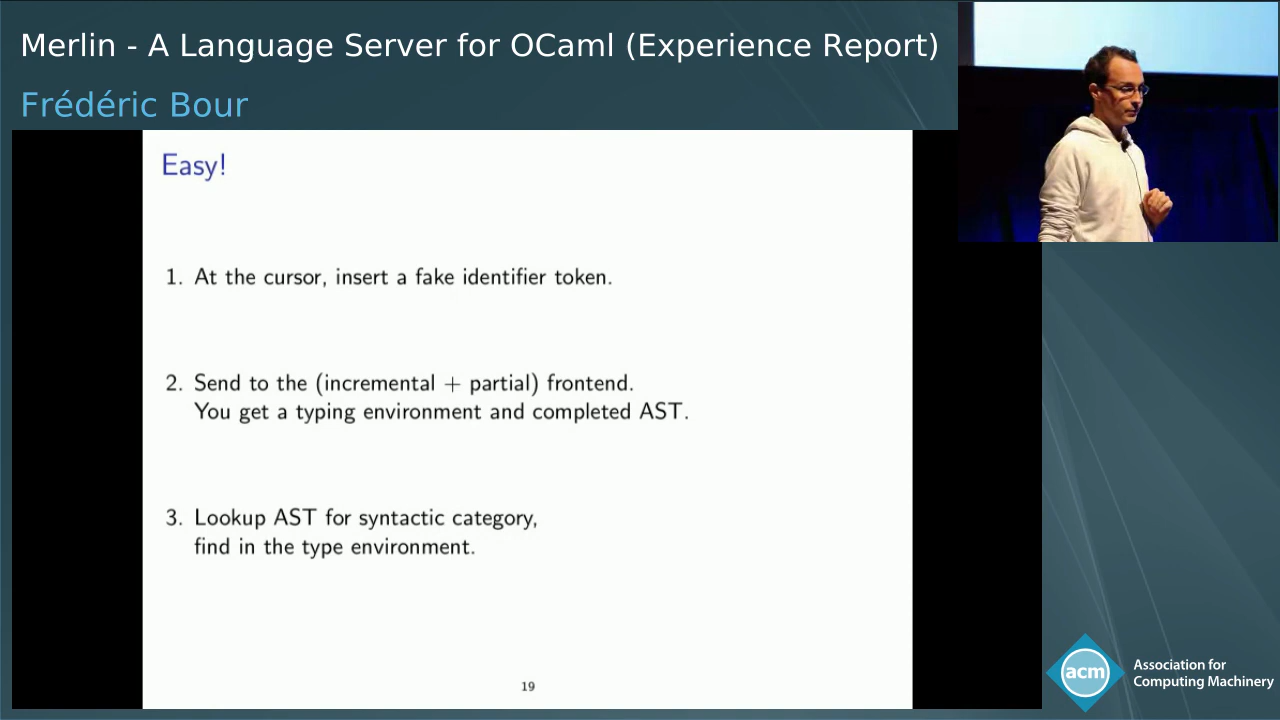 Merlin - A Language Server for OCaml (Experience Report)
Frédéric Bour
Easy!
1. At the cursor, insert a fake identifier token.
2. Send to the (incremental + partial) frontend.
You get a typing environment and completed AST.
3. Lookup AST for syntactic category,
find in the type environment.
19
acm
Association for
Computing Machinery